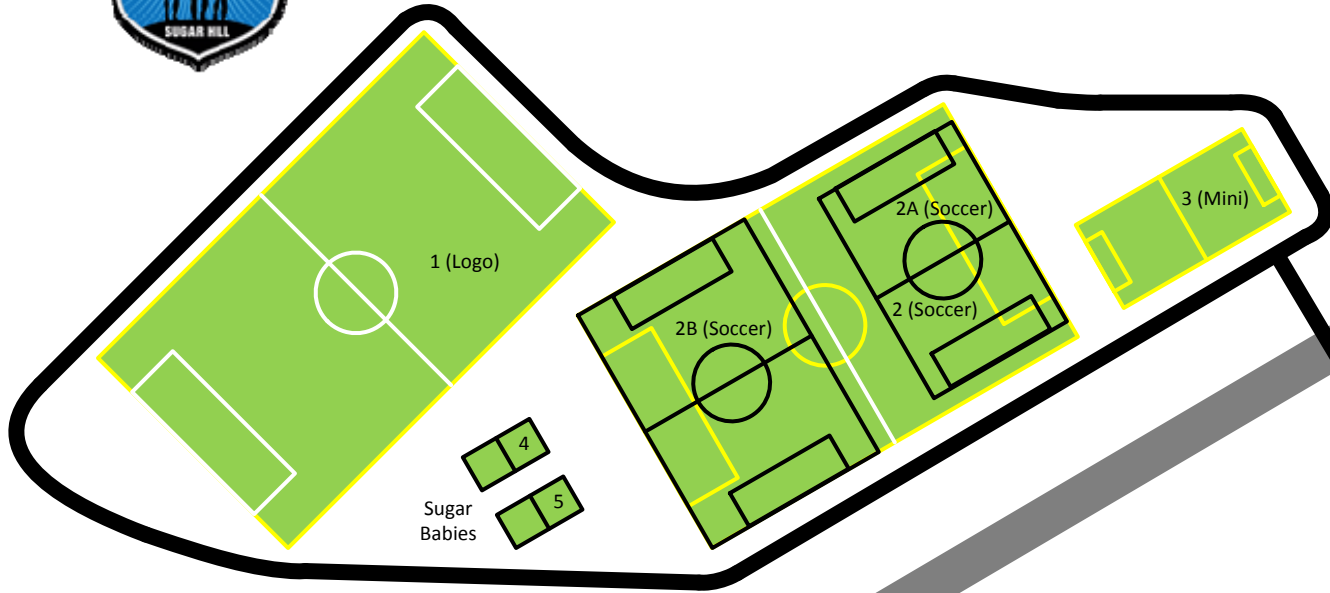 SUGAR HILL
1 (Logo)
2A (Soccer)
3 (Mini)
2 (Soccer)
2B (Soccer)
4
5
Sugar
Babies